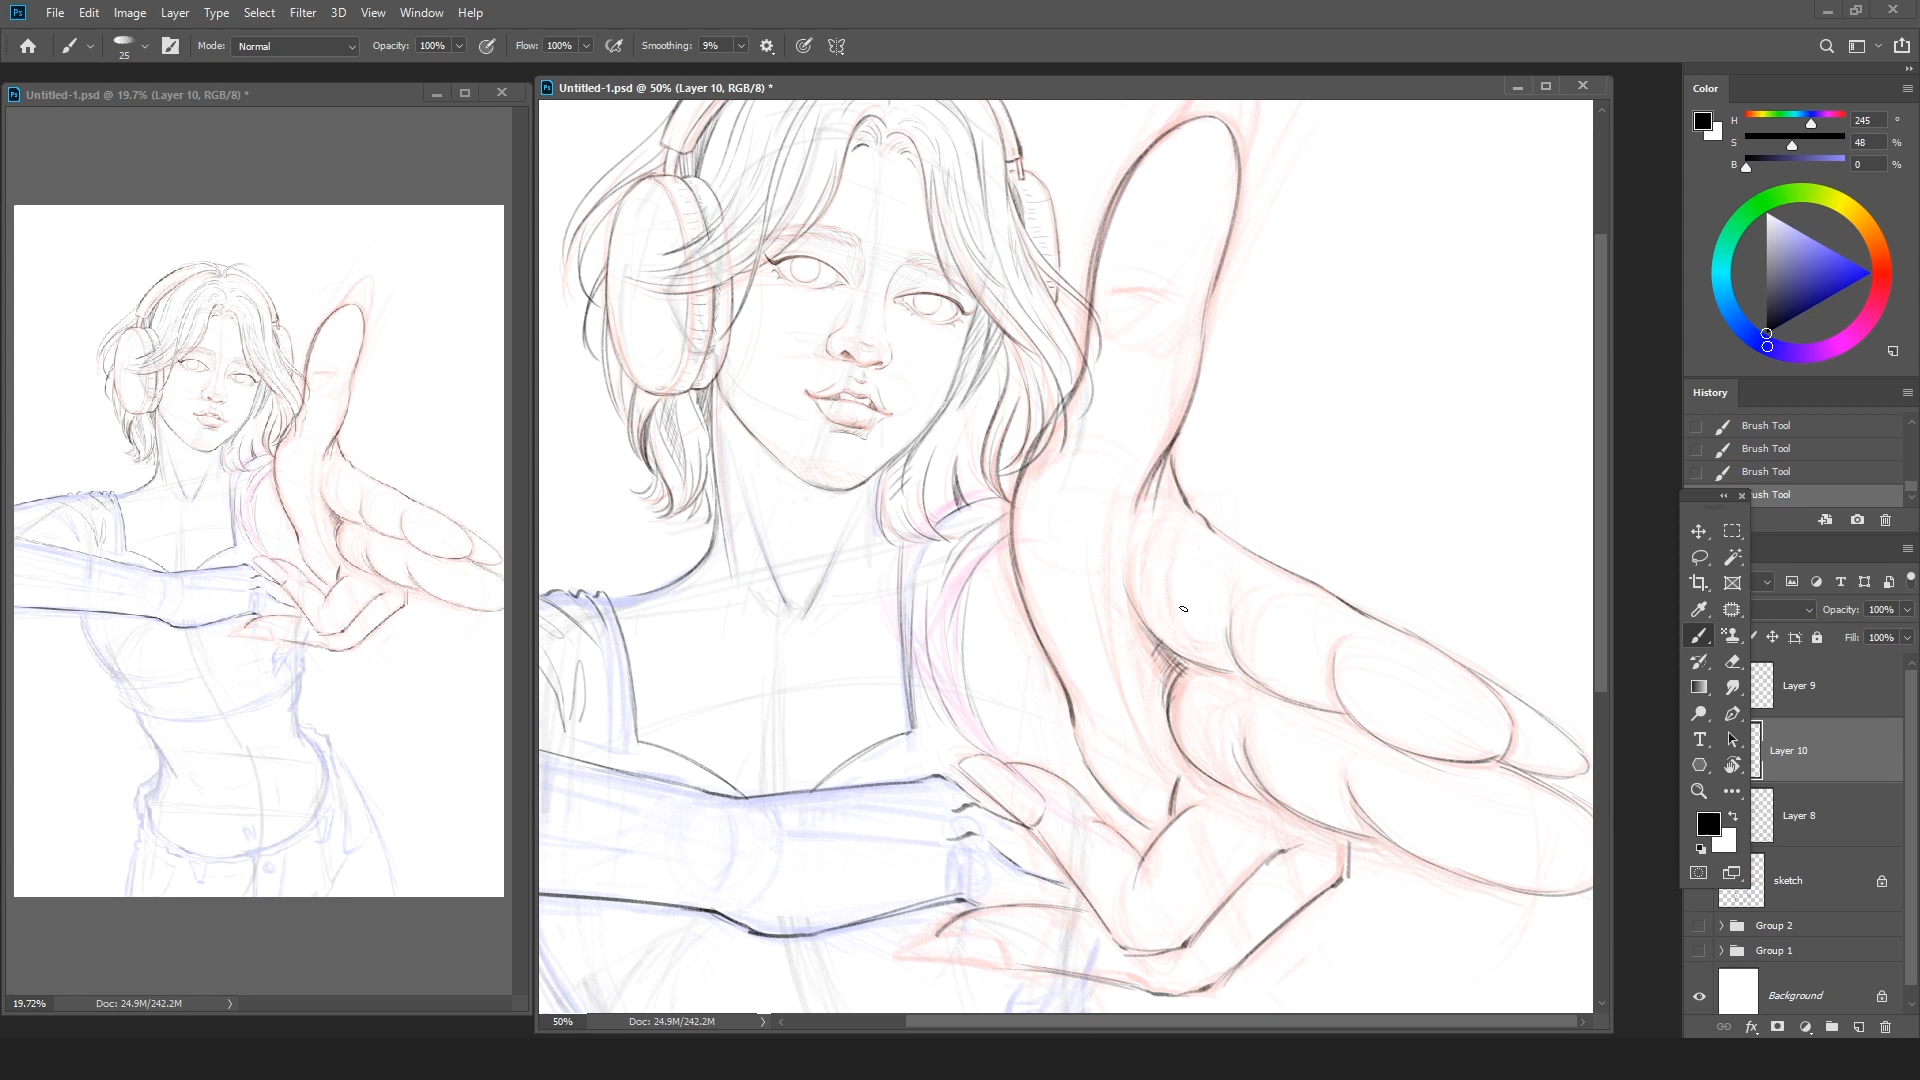 Ps File Edit Image Layer Type Select Filter 3D View Window Help
25 Mode: Normal Opacity: 100% Flow: 100% Smoothing: 9%
Ps Untitled-1.psd @ 19.7% (Layer 10, RGB/8) *
Ps Untitled-1.psd @ 50% (Layer 10, RGB/8) *
Color
H 245 °
S 48 %
B 0 %
History
Brush Tool
Brush Tool
Brush Tool
ush Tool
Opacity: 100%
Fill: 100%
Layer 9
Layer 10
Layer 8
sketch
Group 2
Group 1
Background
19.72% Doc: 24.9M/242.2M
50% Doc: 24.9M/242.2M